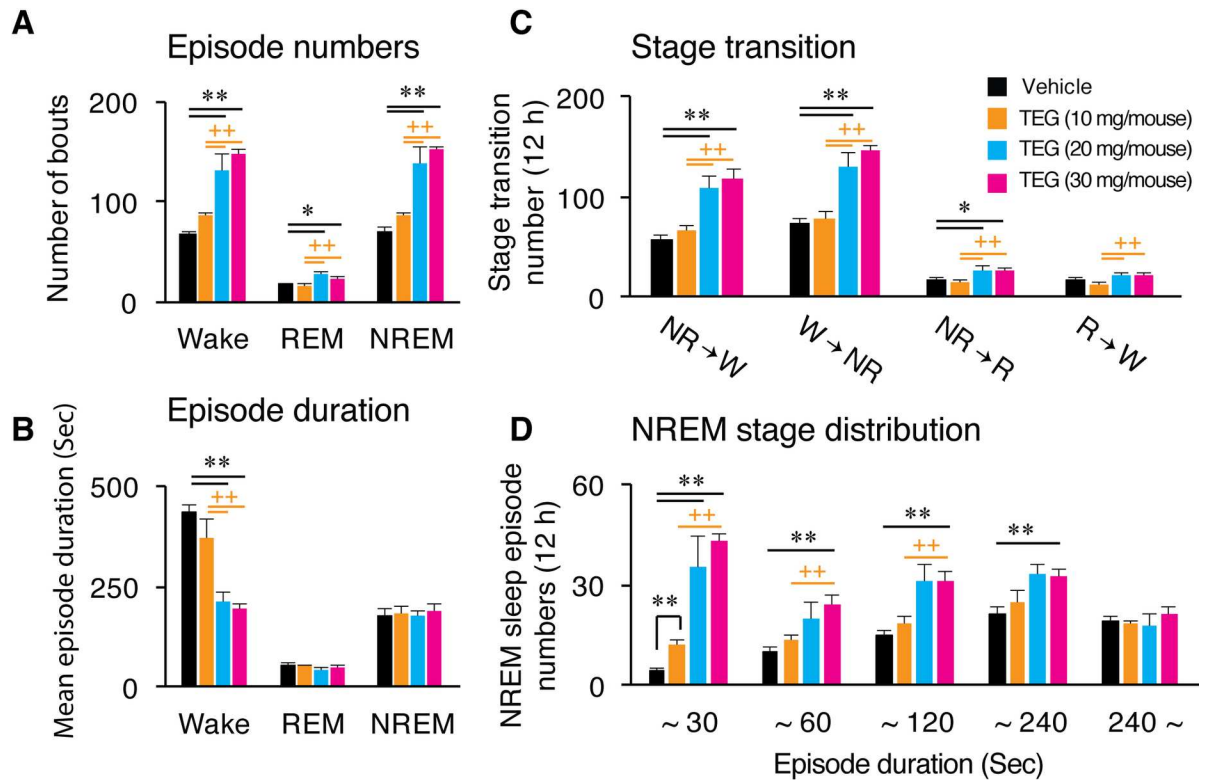 A
Episode numbers
Number of bouts
200
100
0
**
++
*
++
**
++
Wake
REM
NREM
C
Stage transition
Stage transition
number (12 h)
200
100
0
**
++
**
++
*
++
++
Vehicle
TEG (10 mg/mouse)
TEG (20 mg/mouse)
TEG (30 mg/mouse)
NR→W
W→NR
NR→R
R→W
B
Episode duration
Mean episode duration (Sec)
500
250
0
**
++
Wake
REM
NREM
D
NREM stage distribution
NREM sleep episode
numbers (12 h)
60
30
0
**
++
**
**
++
**
++
**
~ 30
~ 60
~ 120
~ 240
240 ~
Episode duration (Sec)